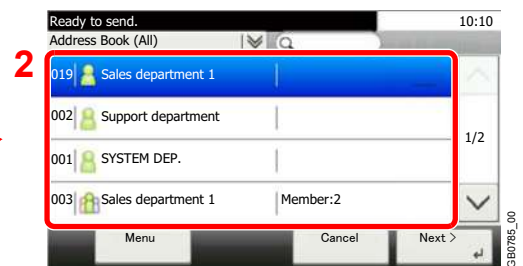 Ready to send. 10:10
Address Book (All)
2
019 Sales department 1
002 Support department
1/2
001 SYSTEM DEP.
003 Sales department 1 Member:2
Menu Cancel Next >
GB0785_00